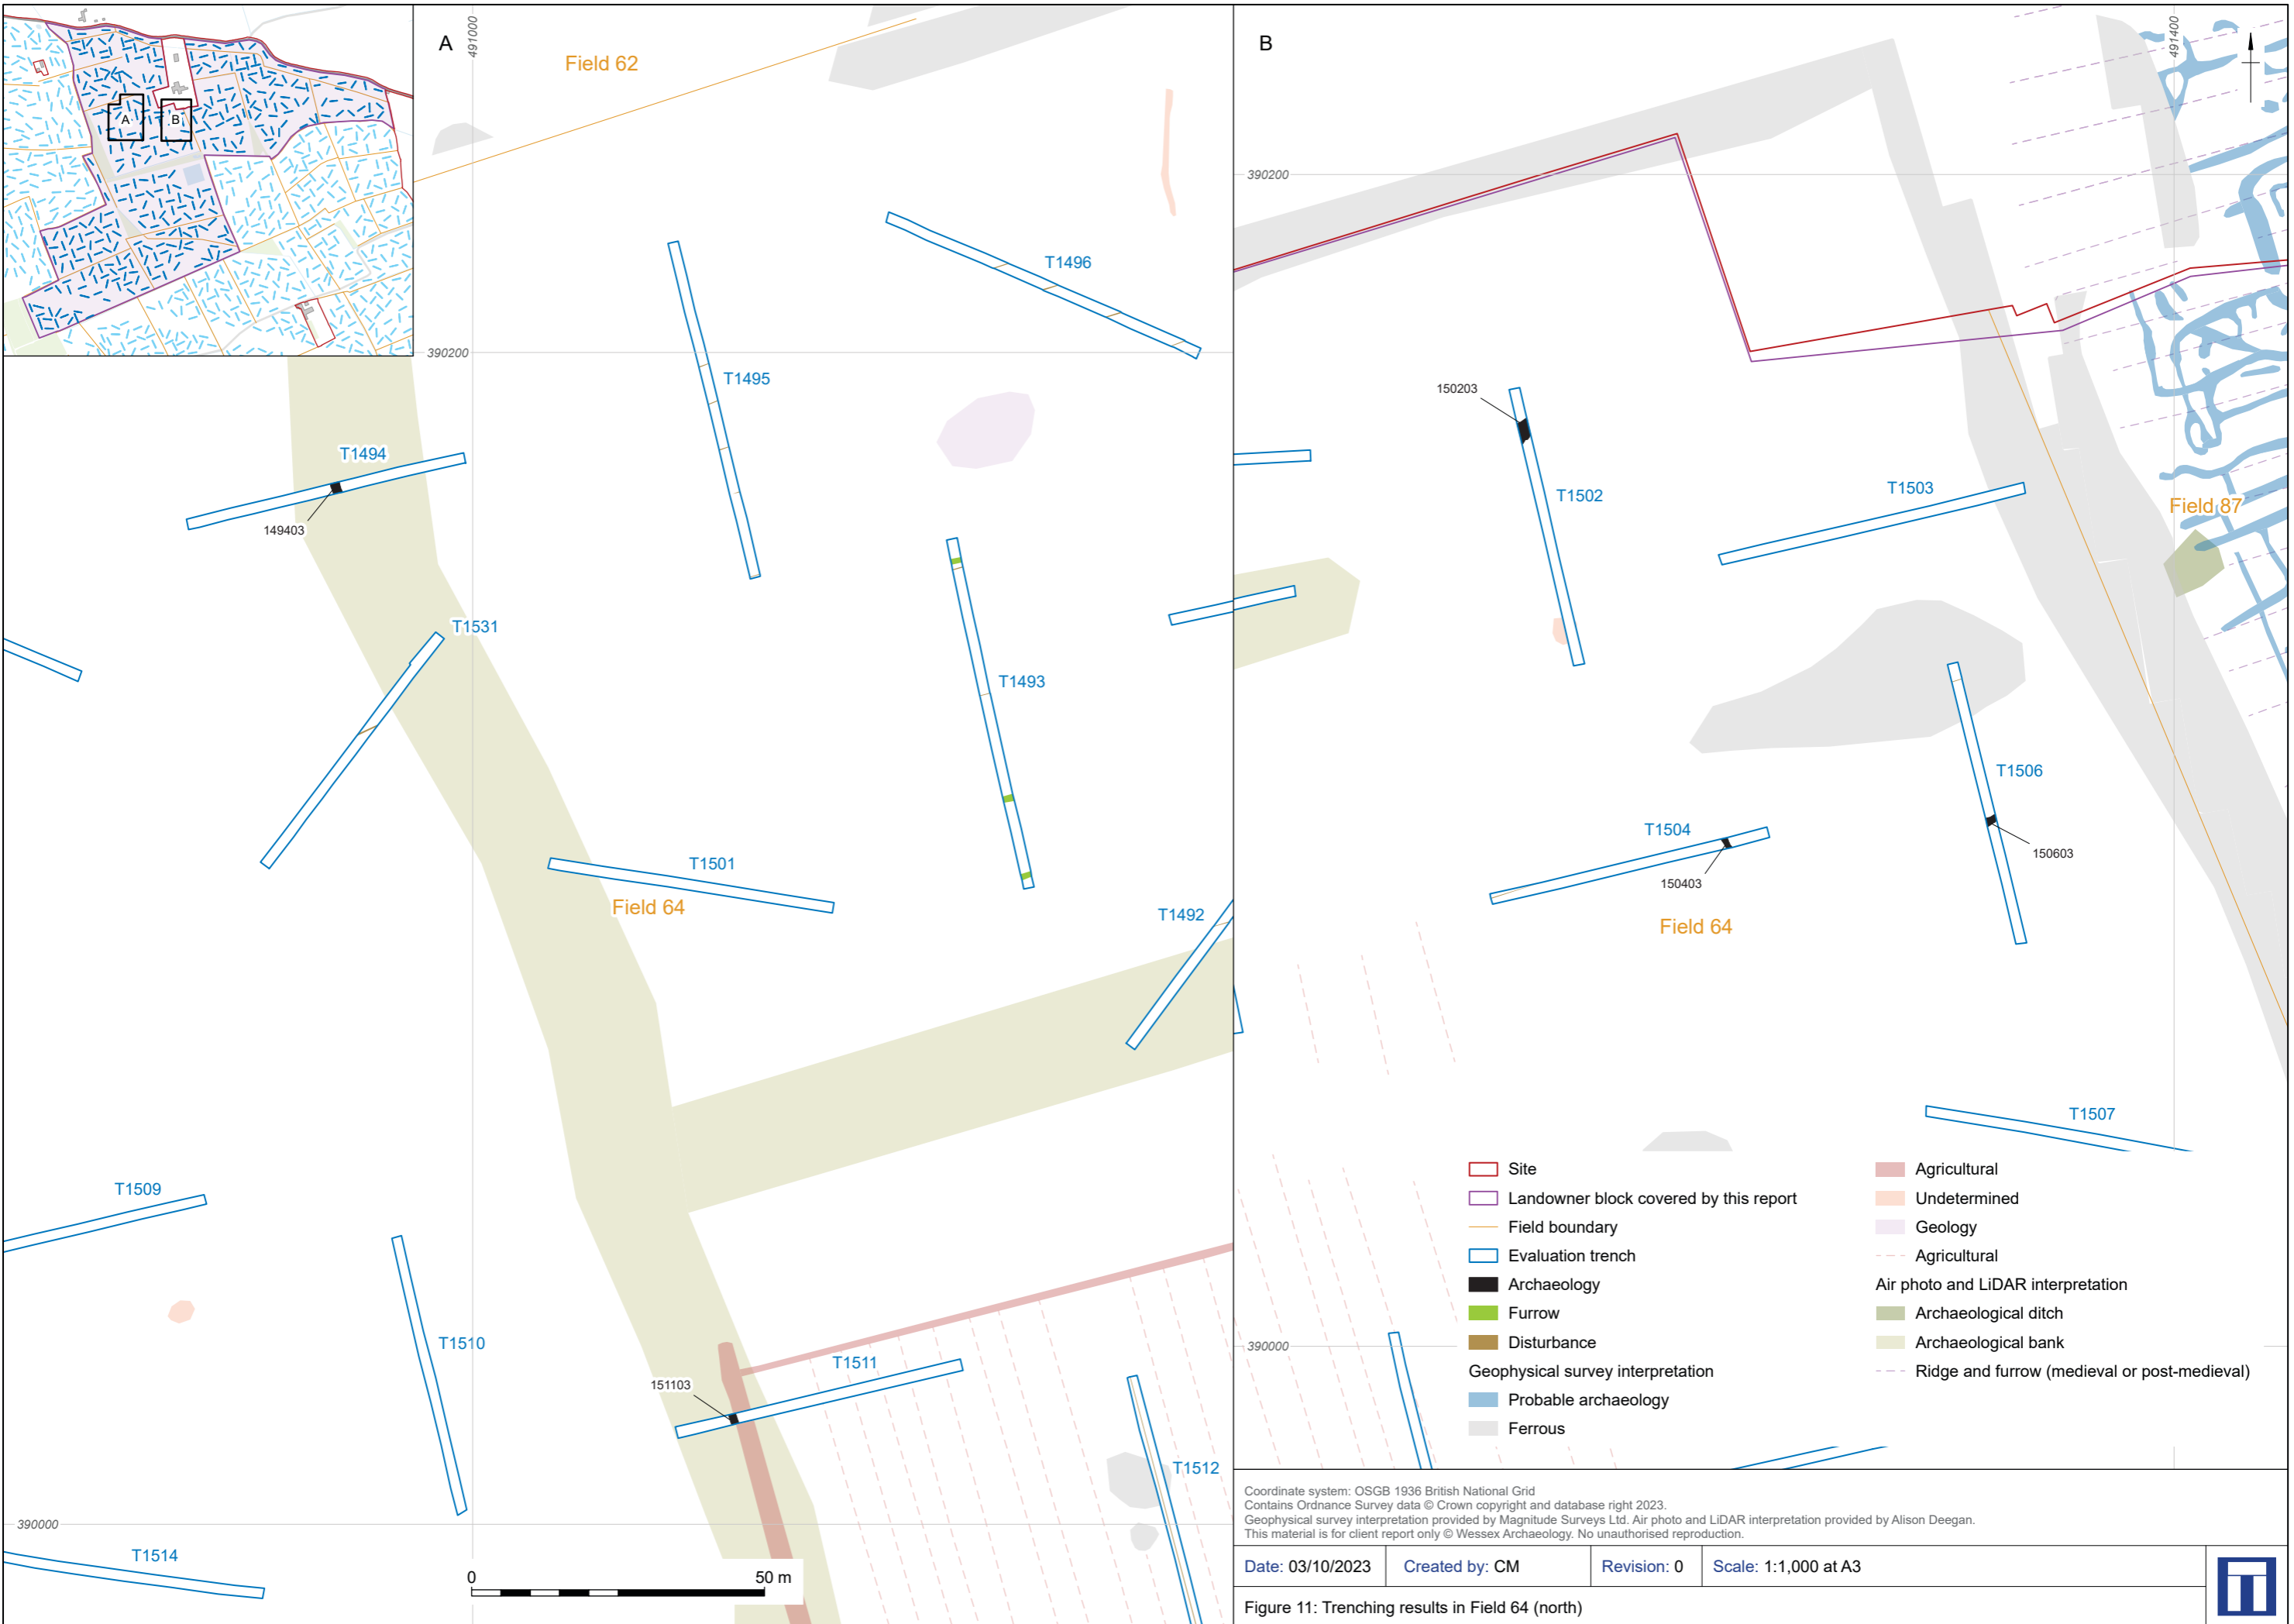 A
B
A
491000
Field 62
390200
T1496
T1495
T1494
149403
T1531
T1493
T1501
Field 64
T1492
T1509
T1510
T1511
151103
T1512
390000
T1514
0
50 m
B
491400
390200
150203
T1502
T1503
Field 87
T1506
150603
T1504
150403
Field 64
T1507
390000
Site
Landowner block covered by this report
Field boundary
Evaluation trench
Archaeology
Furrow
Disturbance
Geophysical survey interpretation
Probable archaeology
Ferrous
Agricultural
Undetermined
Geology
Agricultural
Air photo and LiDAR interpretation
Archaeological ditch
Archaeological bank
Ridge and furrow (medieval or post-medieval)
Coordinate system: OSGB 1936 British National Grid
Contains Ordnance Survey data © Crown copyright and database right 2023.
Geophysical survey interpretation provided by Magnitude Surveys Ltd. Air photo and LiDAR interpretation provided by Alison Deegan.
This material is for client report only © Wessex Archaeology. No unauthorised reproduction.
Date: 03/10/2023 Created by: CM Revision: 0 Scale: 1:1,000 at A3
Figure 11: Trenching results in Field 64 (north)